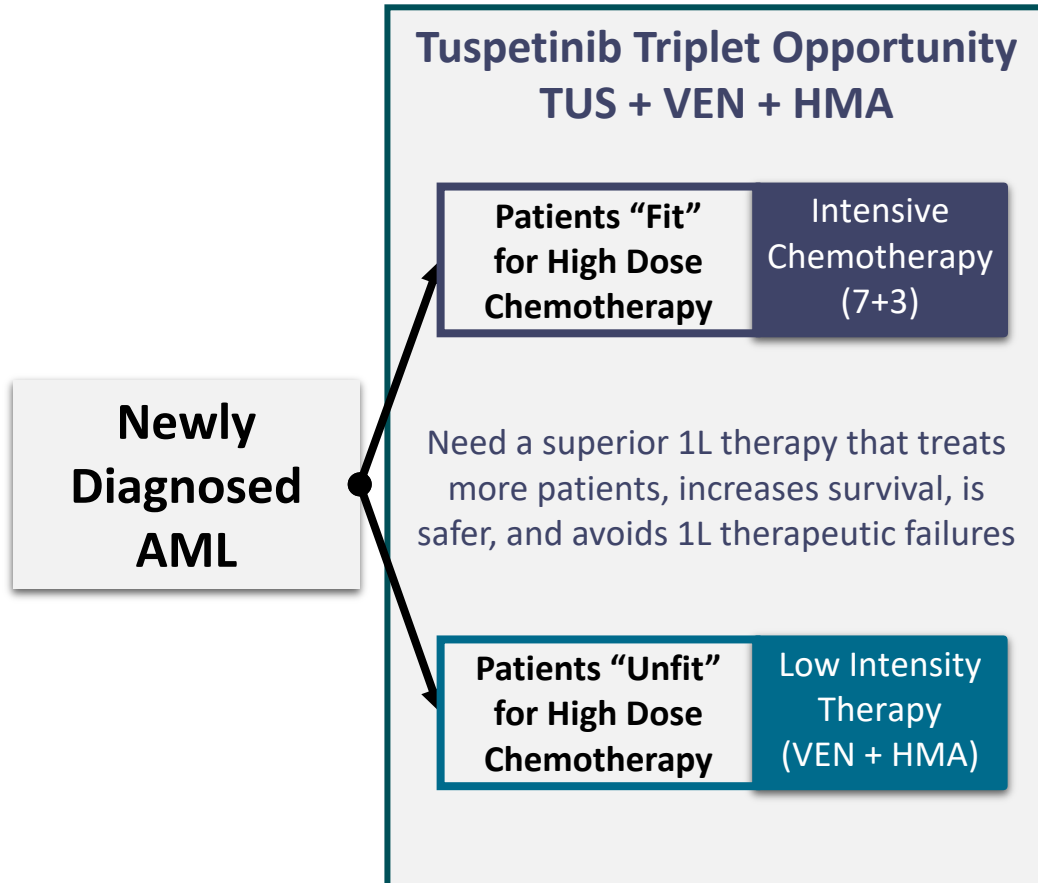 Tuspetinib Triplet Opportunity
TUS + VEN + HMA
Patients “Fit”
for High Dose
Chemotherapy
Intensive
Chemotherapy
(7+3)
Newly
Diagnosed
AML
Need a superior 1L therapy that treats
more patients, increases survival, is
safer, and avoids 1L therapeutic failures
Patients “Unfit”
for High Dose
Chemotherapy
Low Intensity
Therapy
(VEN + HMA)